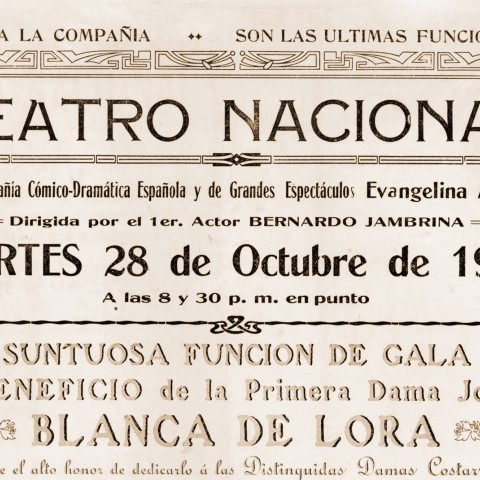 A LA COMPAÑIA ** SON LAS ULTIMAS FUNCIO
EATRO NACIONA
añía Cómico-Dramática Española y de Grandes Espectáculos Evangelina A
= Dirigida por el 1er. Actor BERNARDO JAMBRINA =
RTES 28 de Octubre de 19
A las 8 y 30 p. m. en punto
SUNTUOSA FUNCION DE GALA
ENEFICIO de la Primera Dama Jo
BLANCA DE LORA
e el alto honor de dedicarlo á las Distinguidas Damas Costarr